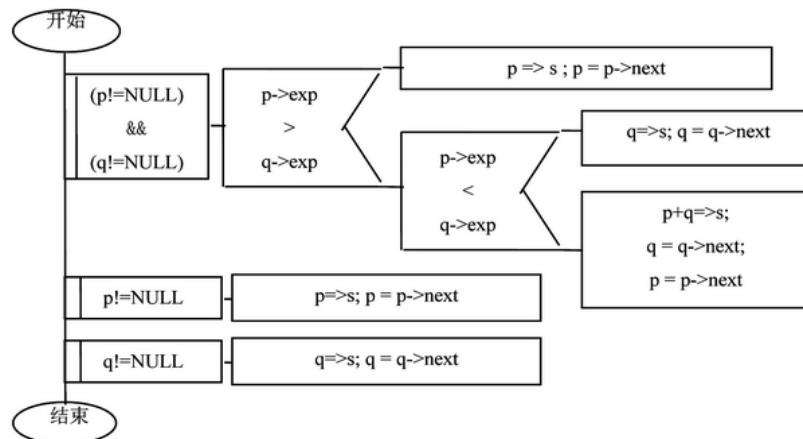 开始
(p!=NULL)
&&
(q!=NULL)
p->exp
>
q->exp
p => s ; p = p->next
p->exp
<
q->exp
q=>s; q = q->next
p+q=>s;
q = q->next;
p = p->next
p!=NULL
p=>s; p = p->next
q!=NULL
q=>s; q = q->next
结束